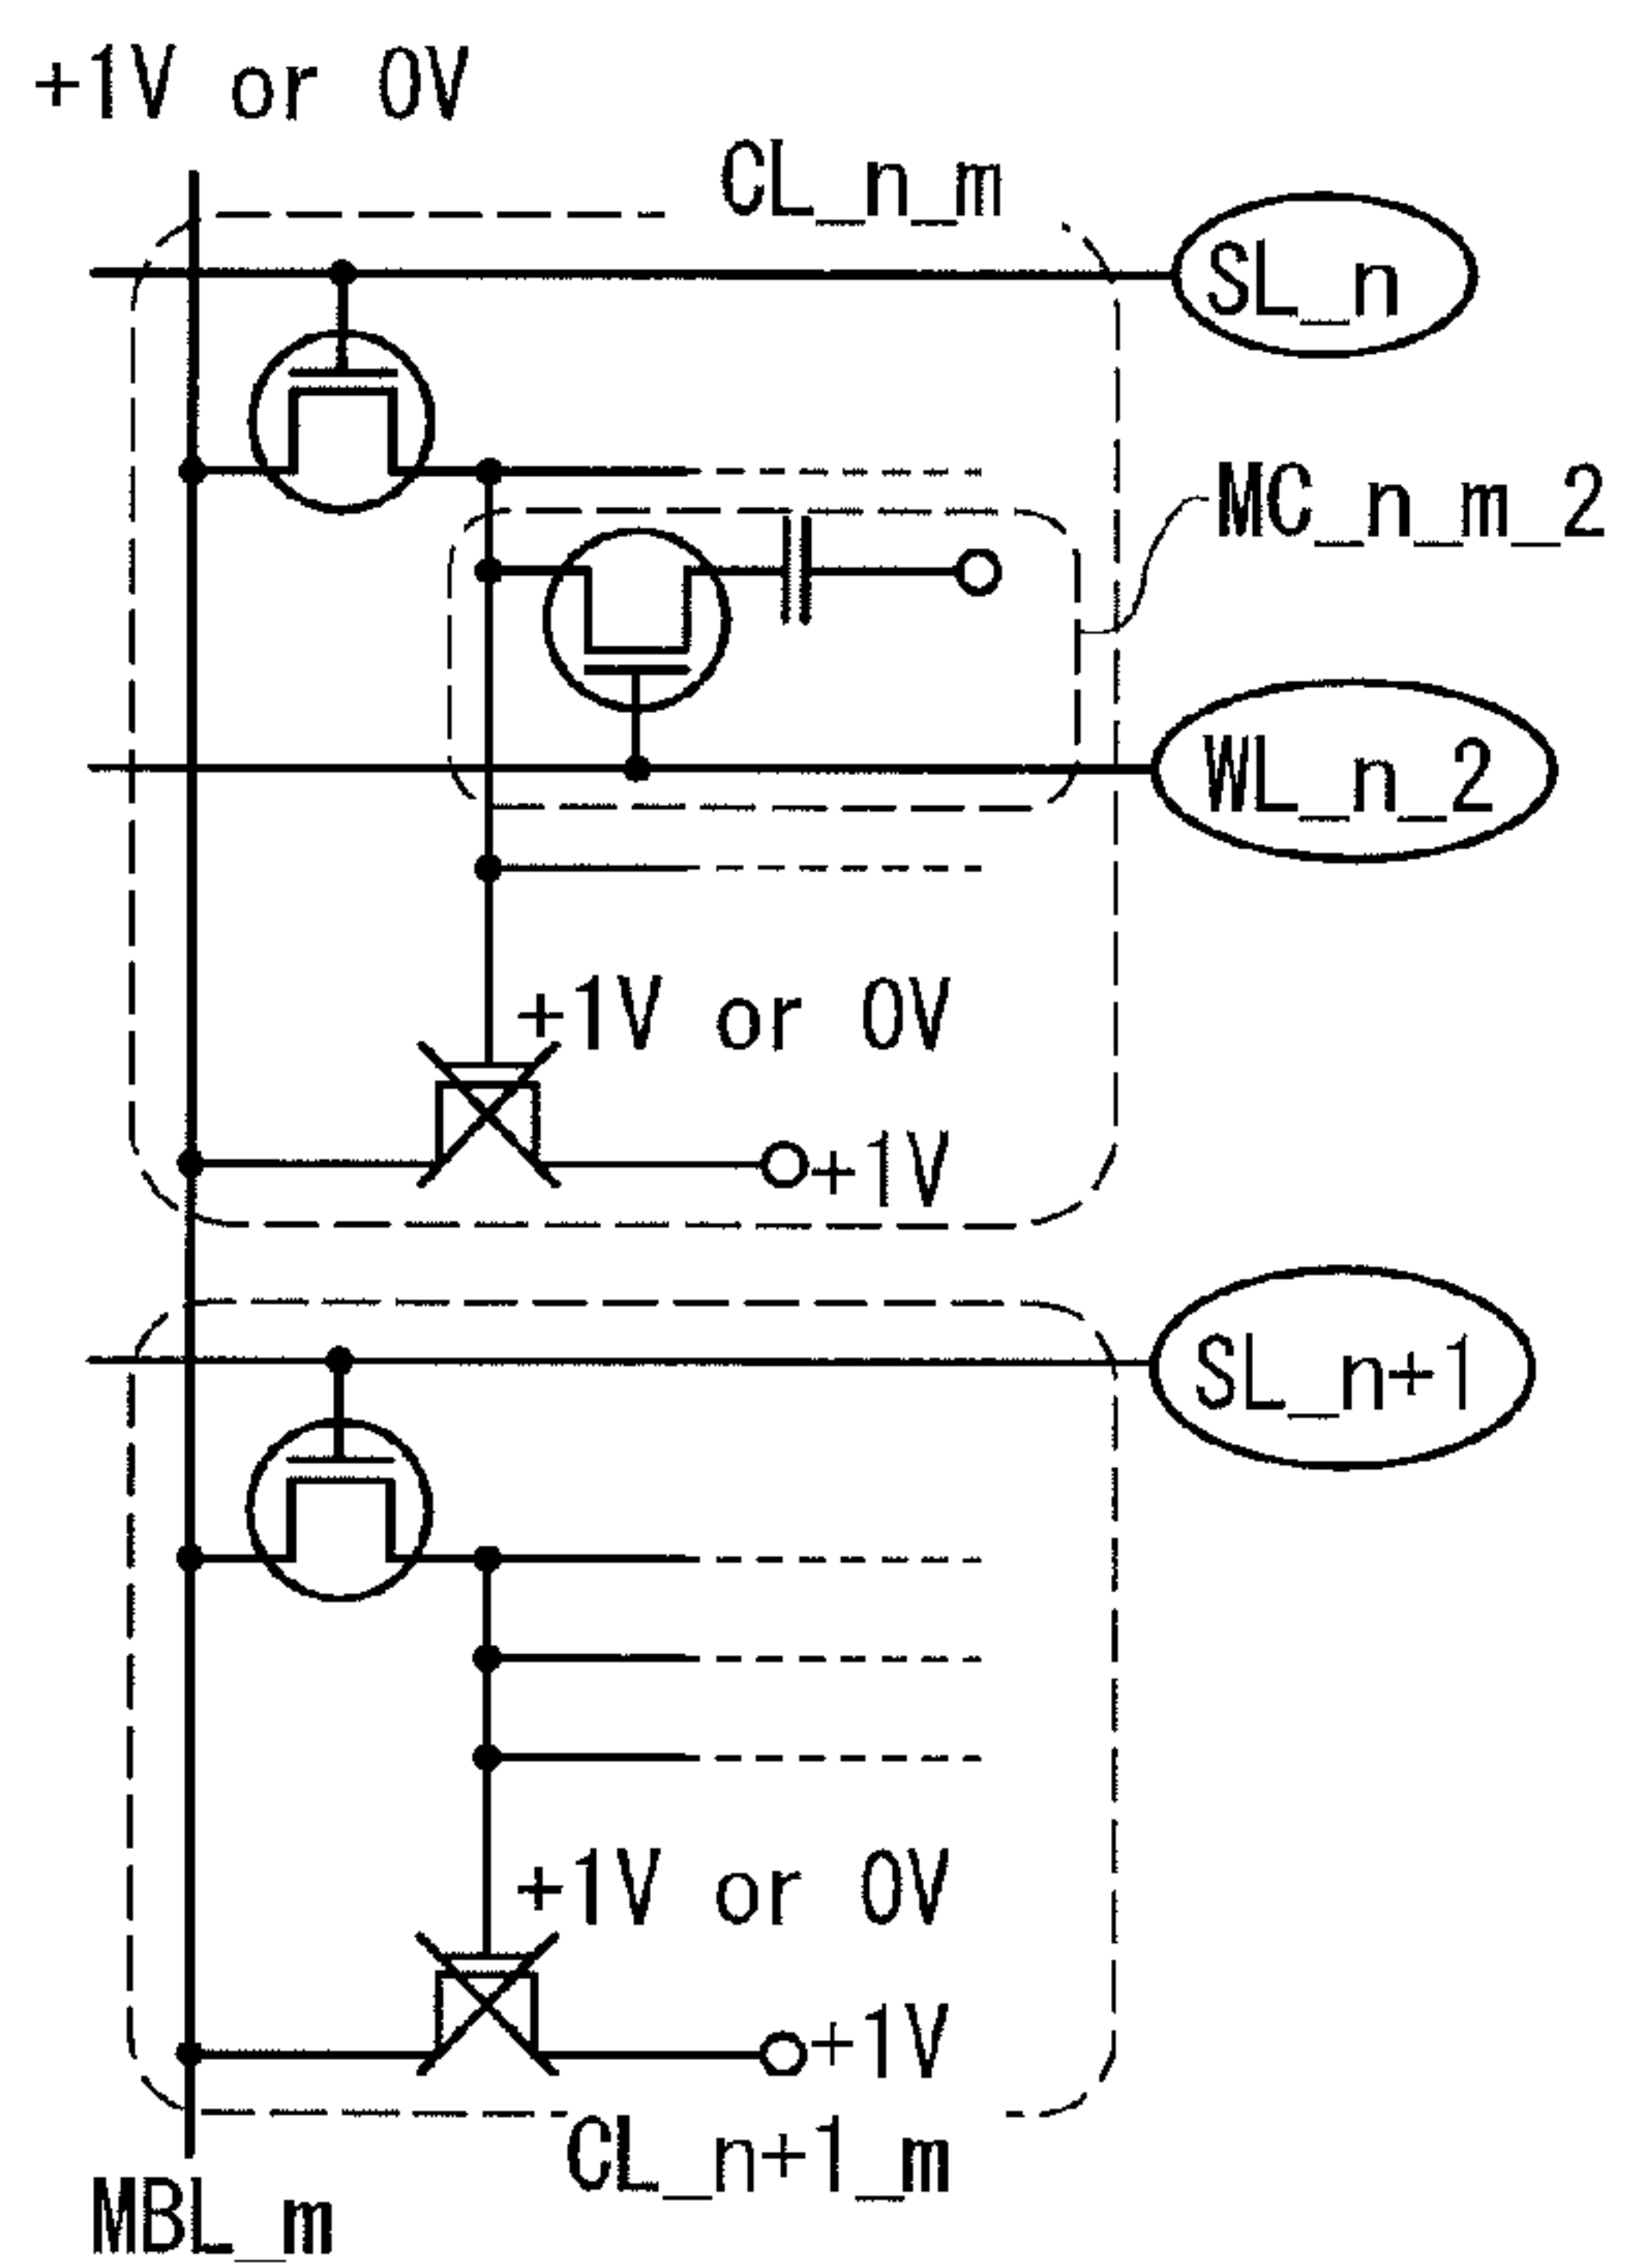 +1V or 0V
CL_n_m
SL_n
MC_n_m_2
WL_n_2
+1V or 0V
+1V
SL_n+1
+1V or 0V
+1V
CL_n+1_m
MBL_m